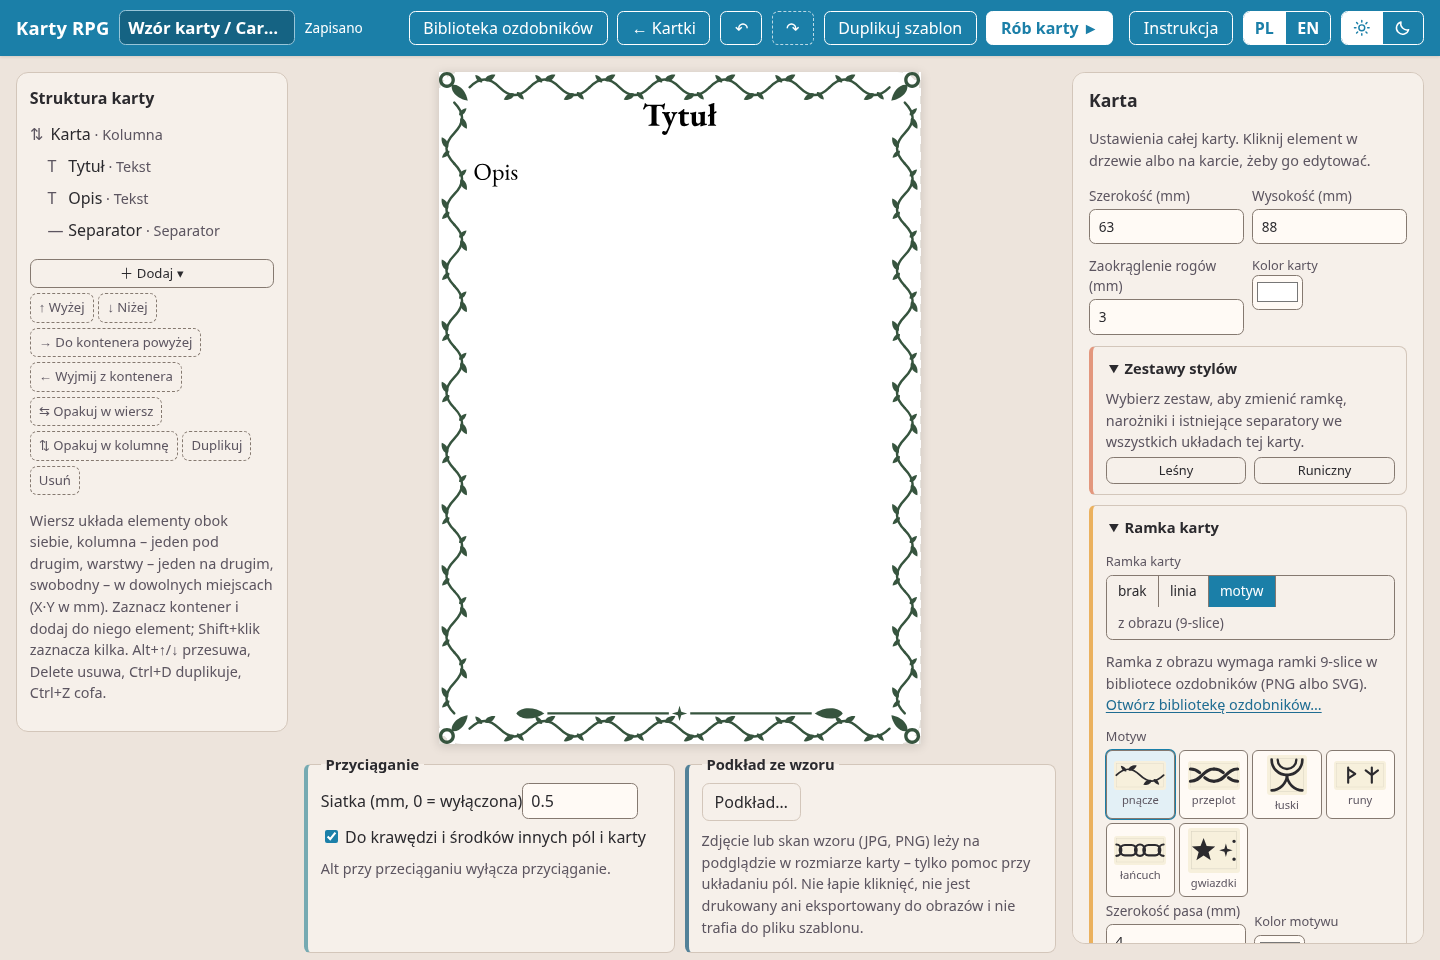 Karty RPG
Wzór karty / Car...
Zapisano
Biblioteka ozdobników
← Kartki
↶
↷
Duplikuj szablon
Rób karty ►
Instrukcja
PL EN
Struktura karty
⇅ Karta · Kolumna
T Tytuł · Tekst
T Opis · Tekst
— Separator · Separator
＋ Dodaj ▾
↑ Wyżej ↓ Niżej
→ Do kontenera powyżej
← Wyjmij z kontenera
⇆ Opakuj w wiersz
⇅ Opakuj w kolumnę Duplikuj
Usuń
Wiersz układa elementy obok
siebie, kolumna – jeden pod
drugim, warstwy – jeden na drugim,
swobodny – w dowolnych miejscach
(X·Y w mm). Zaznacz kontener i
dodaj do niego element; Shift+klik
zaznacza kilka. Alt+↑/↓ przesuwa,
Delete usuwa, Ctrl+D duplikuje,
Ctrl+Z cofa.
Tytuł
Opis
Przyciąganie
Siatka (mm, 0 = wyłączona) 0.5
Do krawędzi i środków innych pól i karty
Alt przy przeciąganiu wyłącza przyciąganie.
Podkład ze wzoru
Podkład...
Zdjęcie lub skan wzoru (JPG, PNG) leży na
podglądzie w rozmiarze karty – tylko pomoc przy
układaniu pól. Nie łapie kliknięć, nie jest
drukowany ani eksportowany do obrazów i nie
trafia do pliku szablonu.
Karta
Ustawienia całej karty. Kliknij element w
drzewie albo na karcie, żeby go edytować.
Szerokość (mm) Wysokość (mm)
63 88
Zaokrąglenie rogów
(mm)
Kolor karty
3
▼ Zestawy stylów
Wybierz zestaw, aby zmienić ramkę,
narożniki i istniejące separatory we
wszystkich układach tej karty.
Leśny Runiczny
▼ Ramka karty
Ramka karty
brak linia motyw
z obrazu (9-slice)
Ramka z obrazu wymaga ramki 9-slice w
bibliotece ozdobników (PNG albo SVG).
Otwórz bibliotekę ozdobników...
Motyw
pnącze przeplot łuski runy
łańcuch gwiazdki
Szerokość pasa (mm) Kolor motywu
4